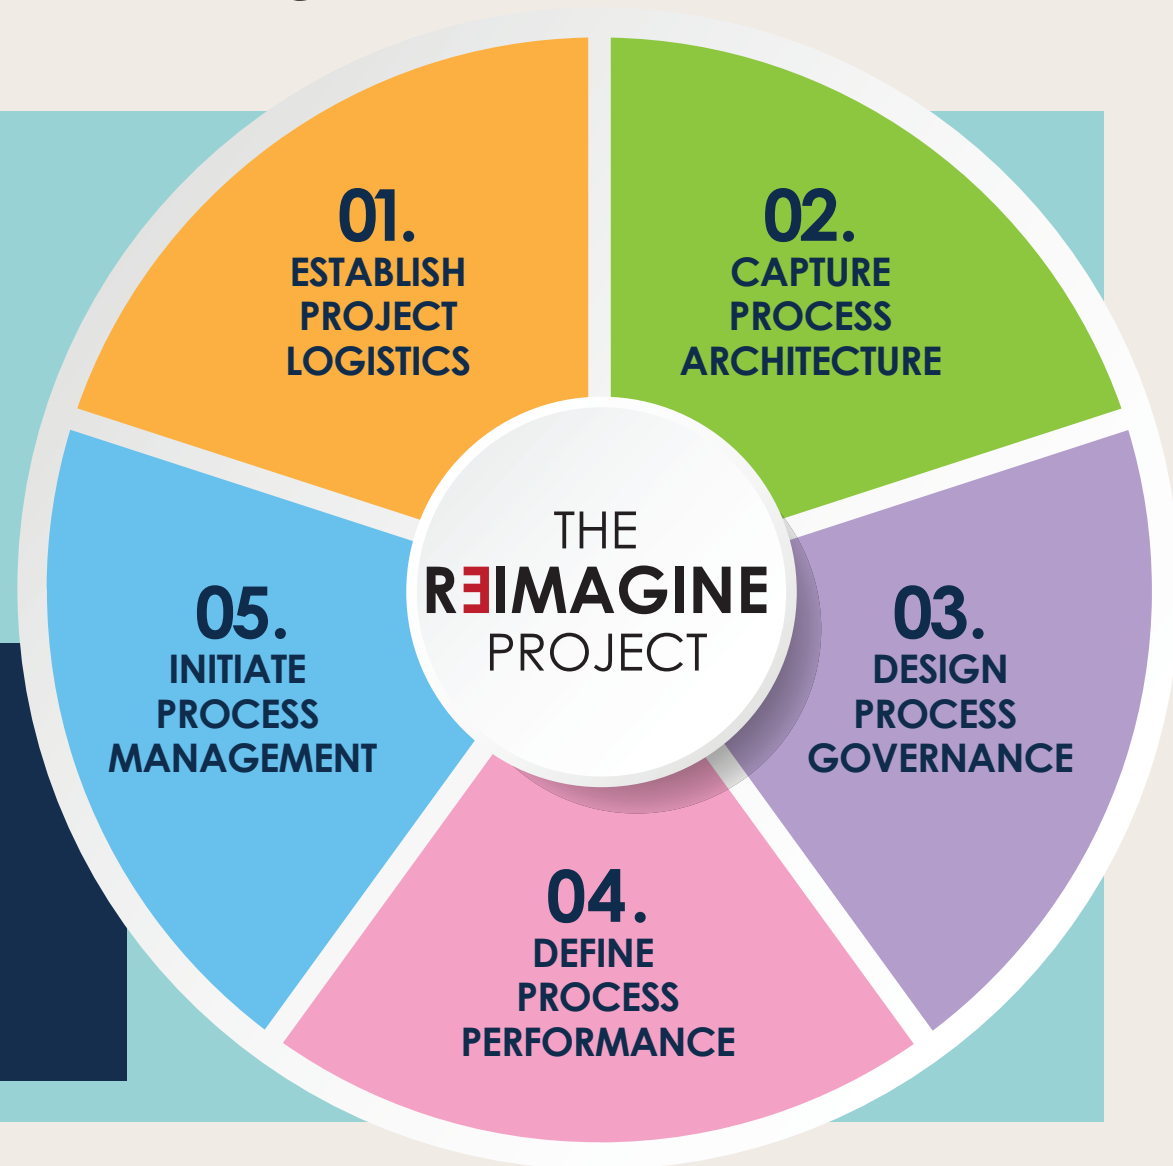 THE
RƎIMAGINE
PROJECT
01.
ESTABLISH
PROJECT
LOGISTICS
02.
CAPTURE
PROCESS
ARCHITECTURE
03.
DESIGN
PROCESS
GOVERNANCE
04.
DEFINE
PROCESS
PERFORMANCE
05.
INITIATE
PROCESS
MANAGEMENT